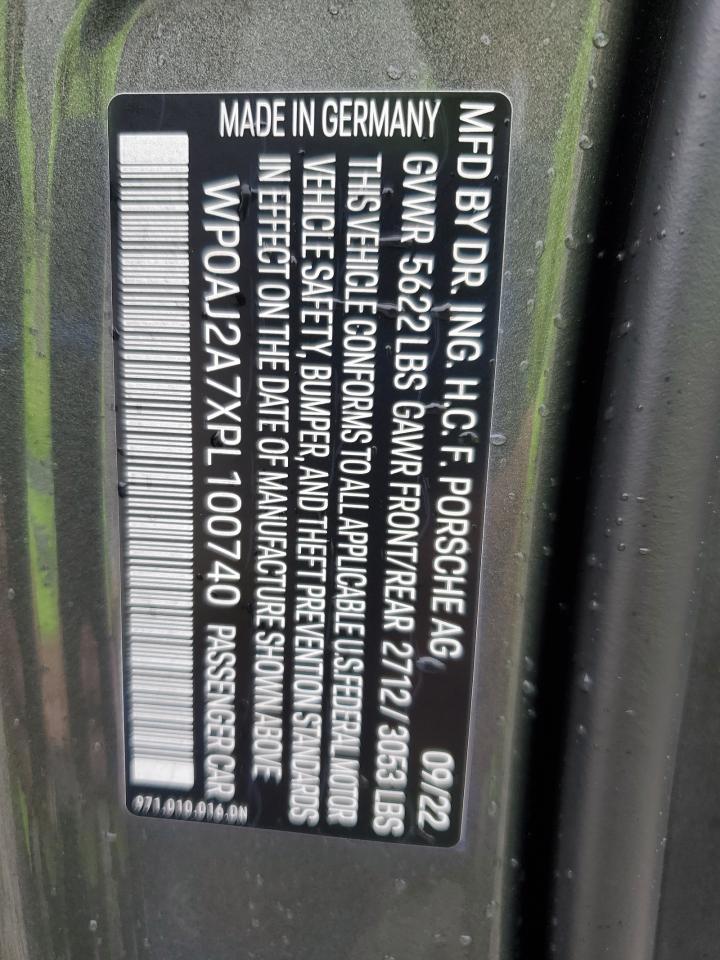 MFD BY DR. ING. H.C. F. PORSCHE AG 09/22
GVWR 5622 LBS GAWR FRONT/REAR 2712/3053 LBS
THIS VEHICLE CONFORMS TO ALL APPLICABLE U.S.FEDERAL MOTOR
VEHICLE SAFETY, BUMPER, AND THEFT PREVENTION STANDARDS
IN EFFECT ON THE DATE OF MANUFACTURE SHOWN ABOVE
MADE IN GERMANY
WP0AJ2A7XPL100740 PASSENGER CAR
971.010.016.DN